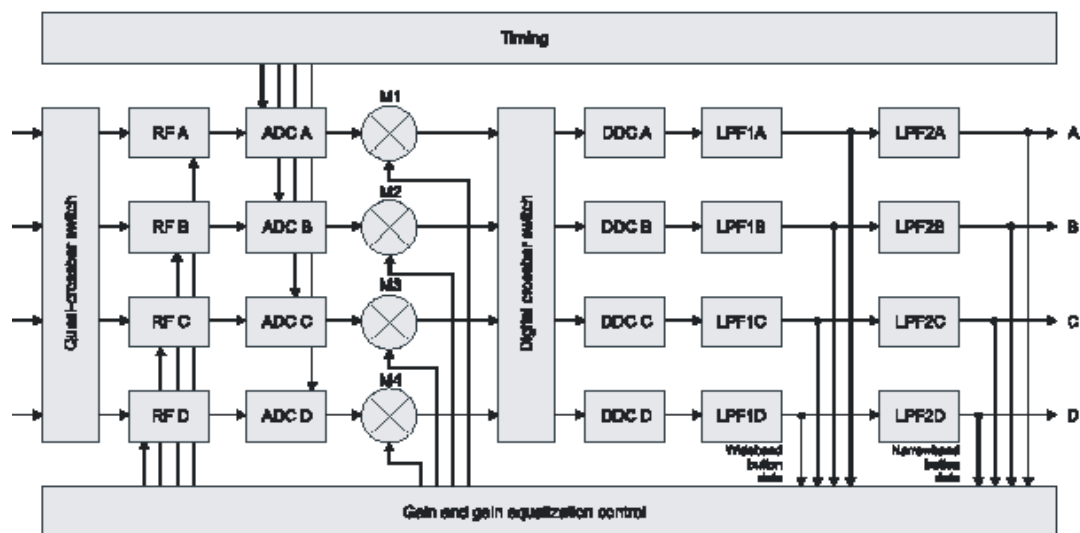 Timing
M1
RF A
ADC A
DDC A
LPF1A
LPF2A
A
M2
RF B
ADC B
DDC B
LPF1B
LPF2B
B
Quasi-crossbar switch
Digital crossbar switch
M3
RF C
ADC C
DDC C
LPF1C
LPF2C
C
M4
RF D
ADC D
DDC D
LPF1D
LPF2D
D
Wideband
button
data
Narrowband
button
data
Gain and gain equalization control